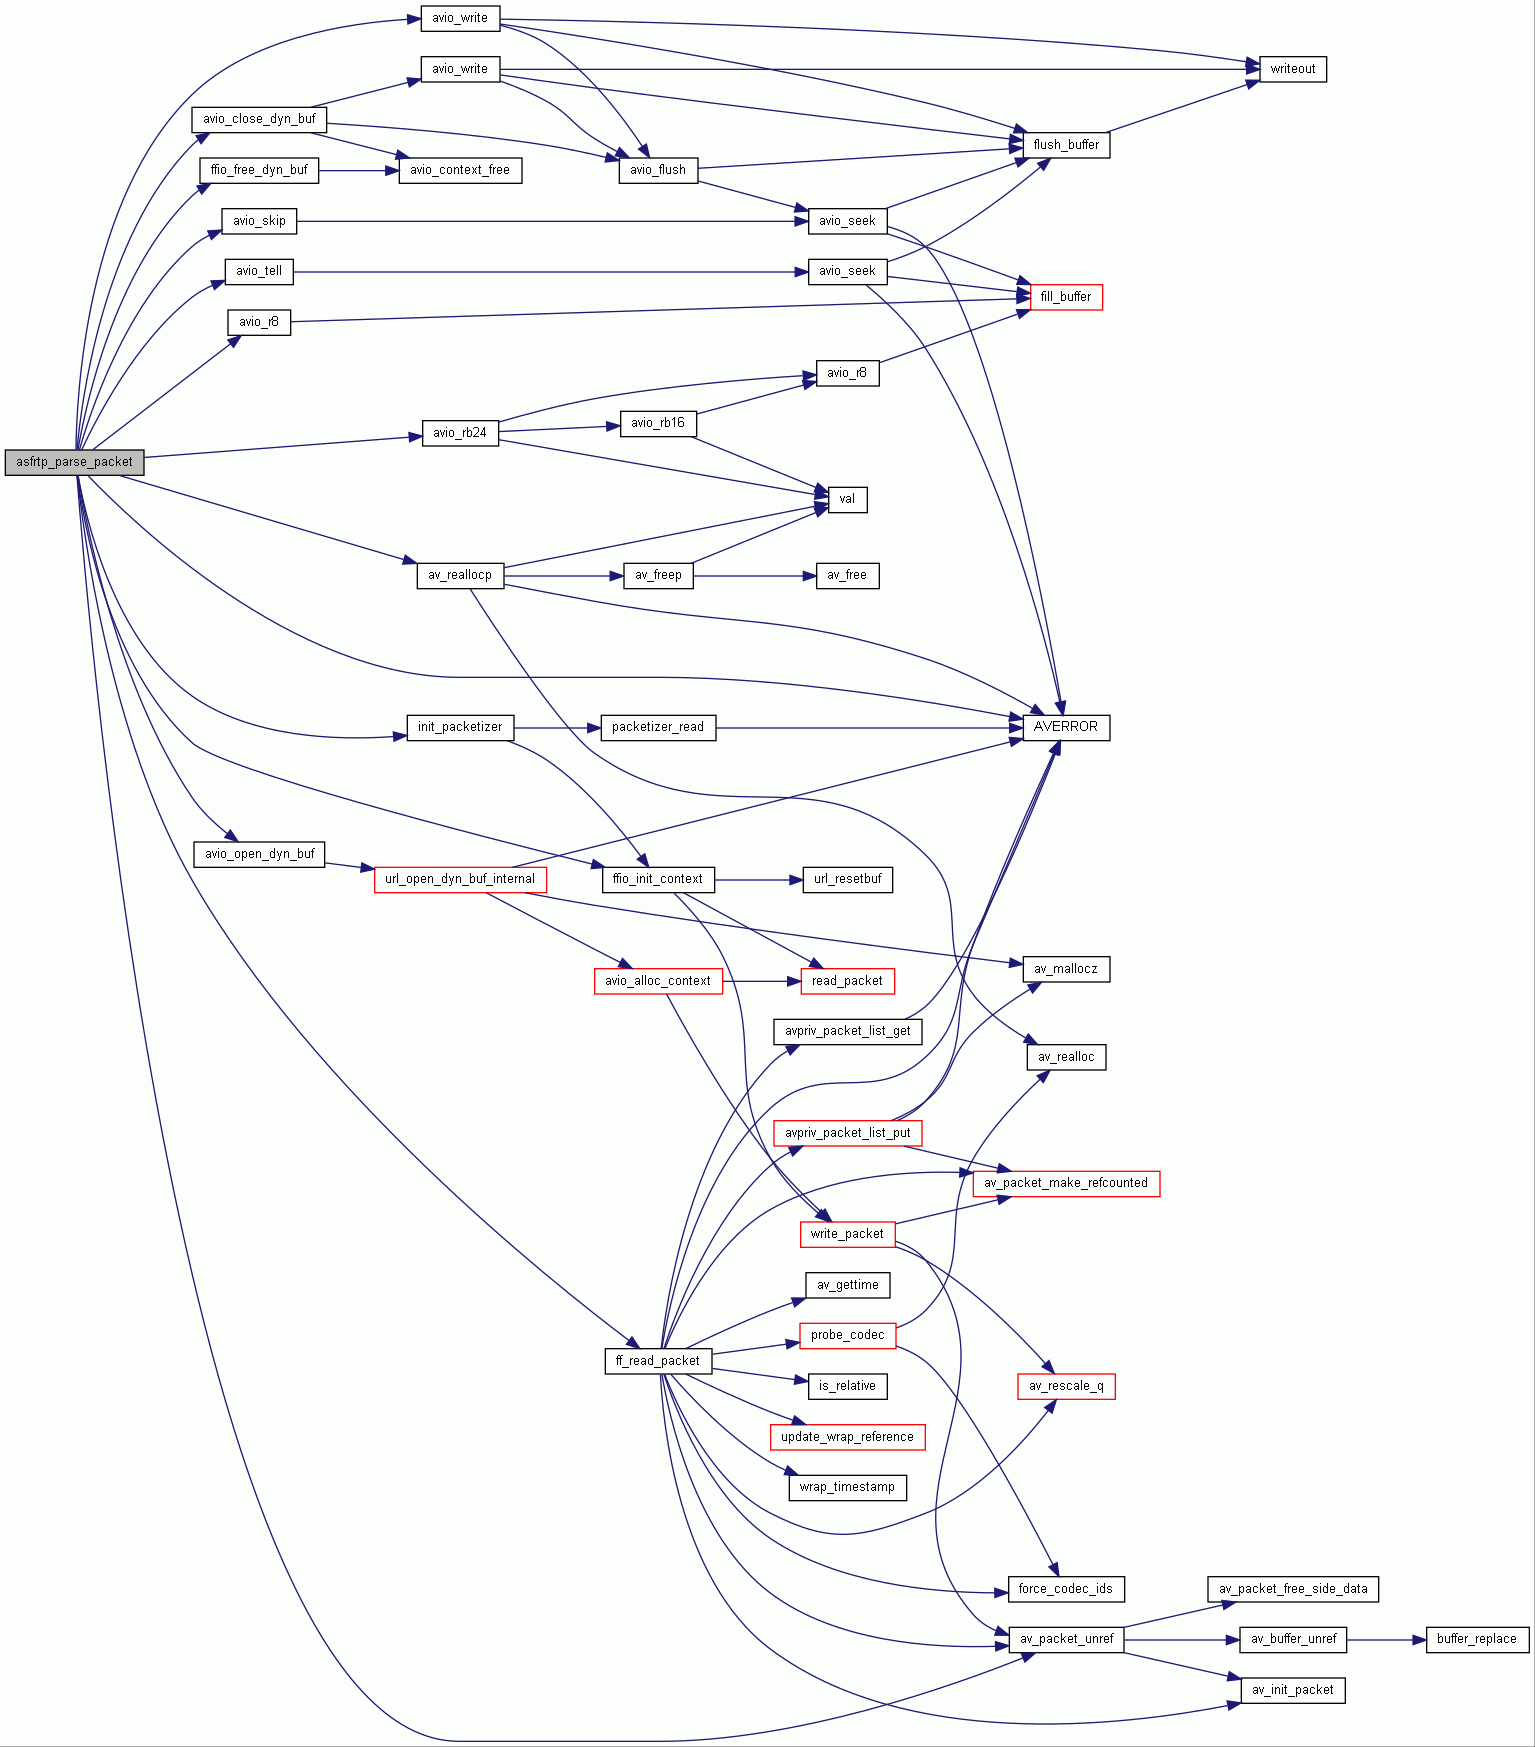 avio_write
avio_write
writeout
avio_close_dyn_buf
flush_buffer
ffio_free_dyn_buf
avio_context_free
avio_flush
avio_skip
avio_seek
avio_tell
avio_seek
fill_buffer
avio_r8
avio_r8
avio_rb24
avio_rb16
asfrtp_parse_packet
val
av_reallocp
av_freep
av_free
init_packetizer
packetizer_read
AVERROR
avio_open_dyn_buf
url_open_dyn_buf_internal
ffio_init_context
url_resetbuf
av_mallocz
avio_alloc_context
read_packet
avpriv_packet_list_get
av_realloc
avpriv_packet_list_put
av_packet_make_refcounted
write_packet
av_gettime
probe_codec
ff_read_packet
is_relative
av_rescale_q
update_wrap_reference
wrap_timestamp
force_codec_ids
av_packet_free_side_data
av_packet_unref
av_buffer_unref
buffer_replace
av_init_packet